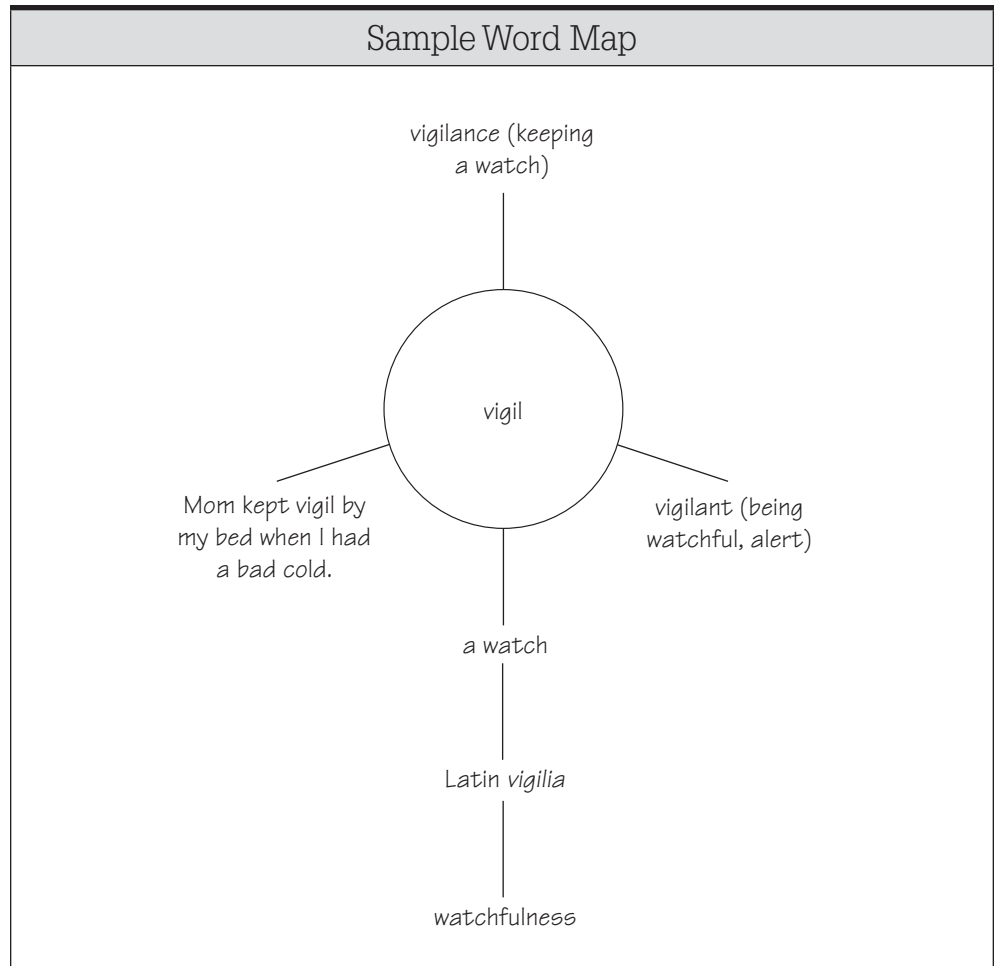 Sample Word Map
vigilance (keeping
a watch)
vigil
Mom kept vigil by
my bed when I had
a bad cold.
vigilant (being
watchful, alert)
a watch
Latin vigilia
watchfulness